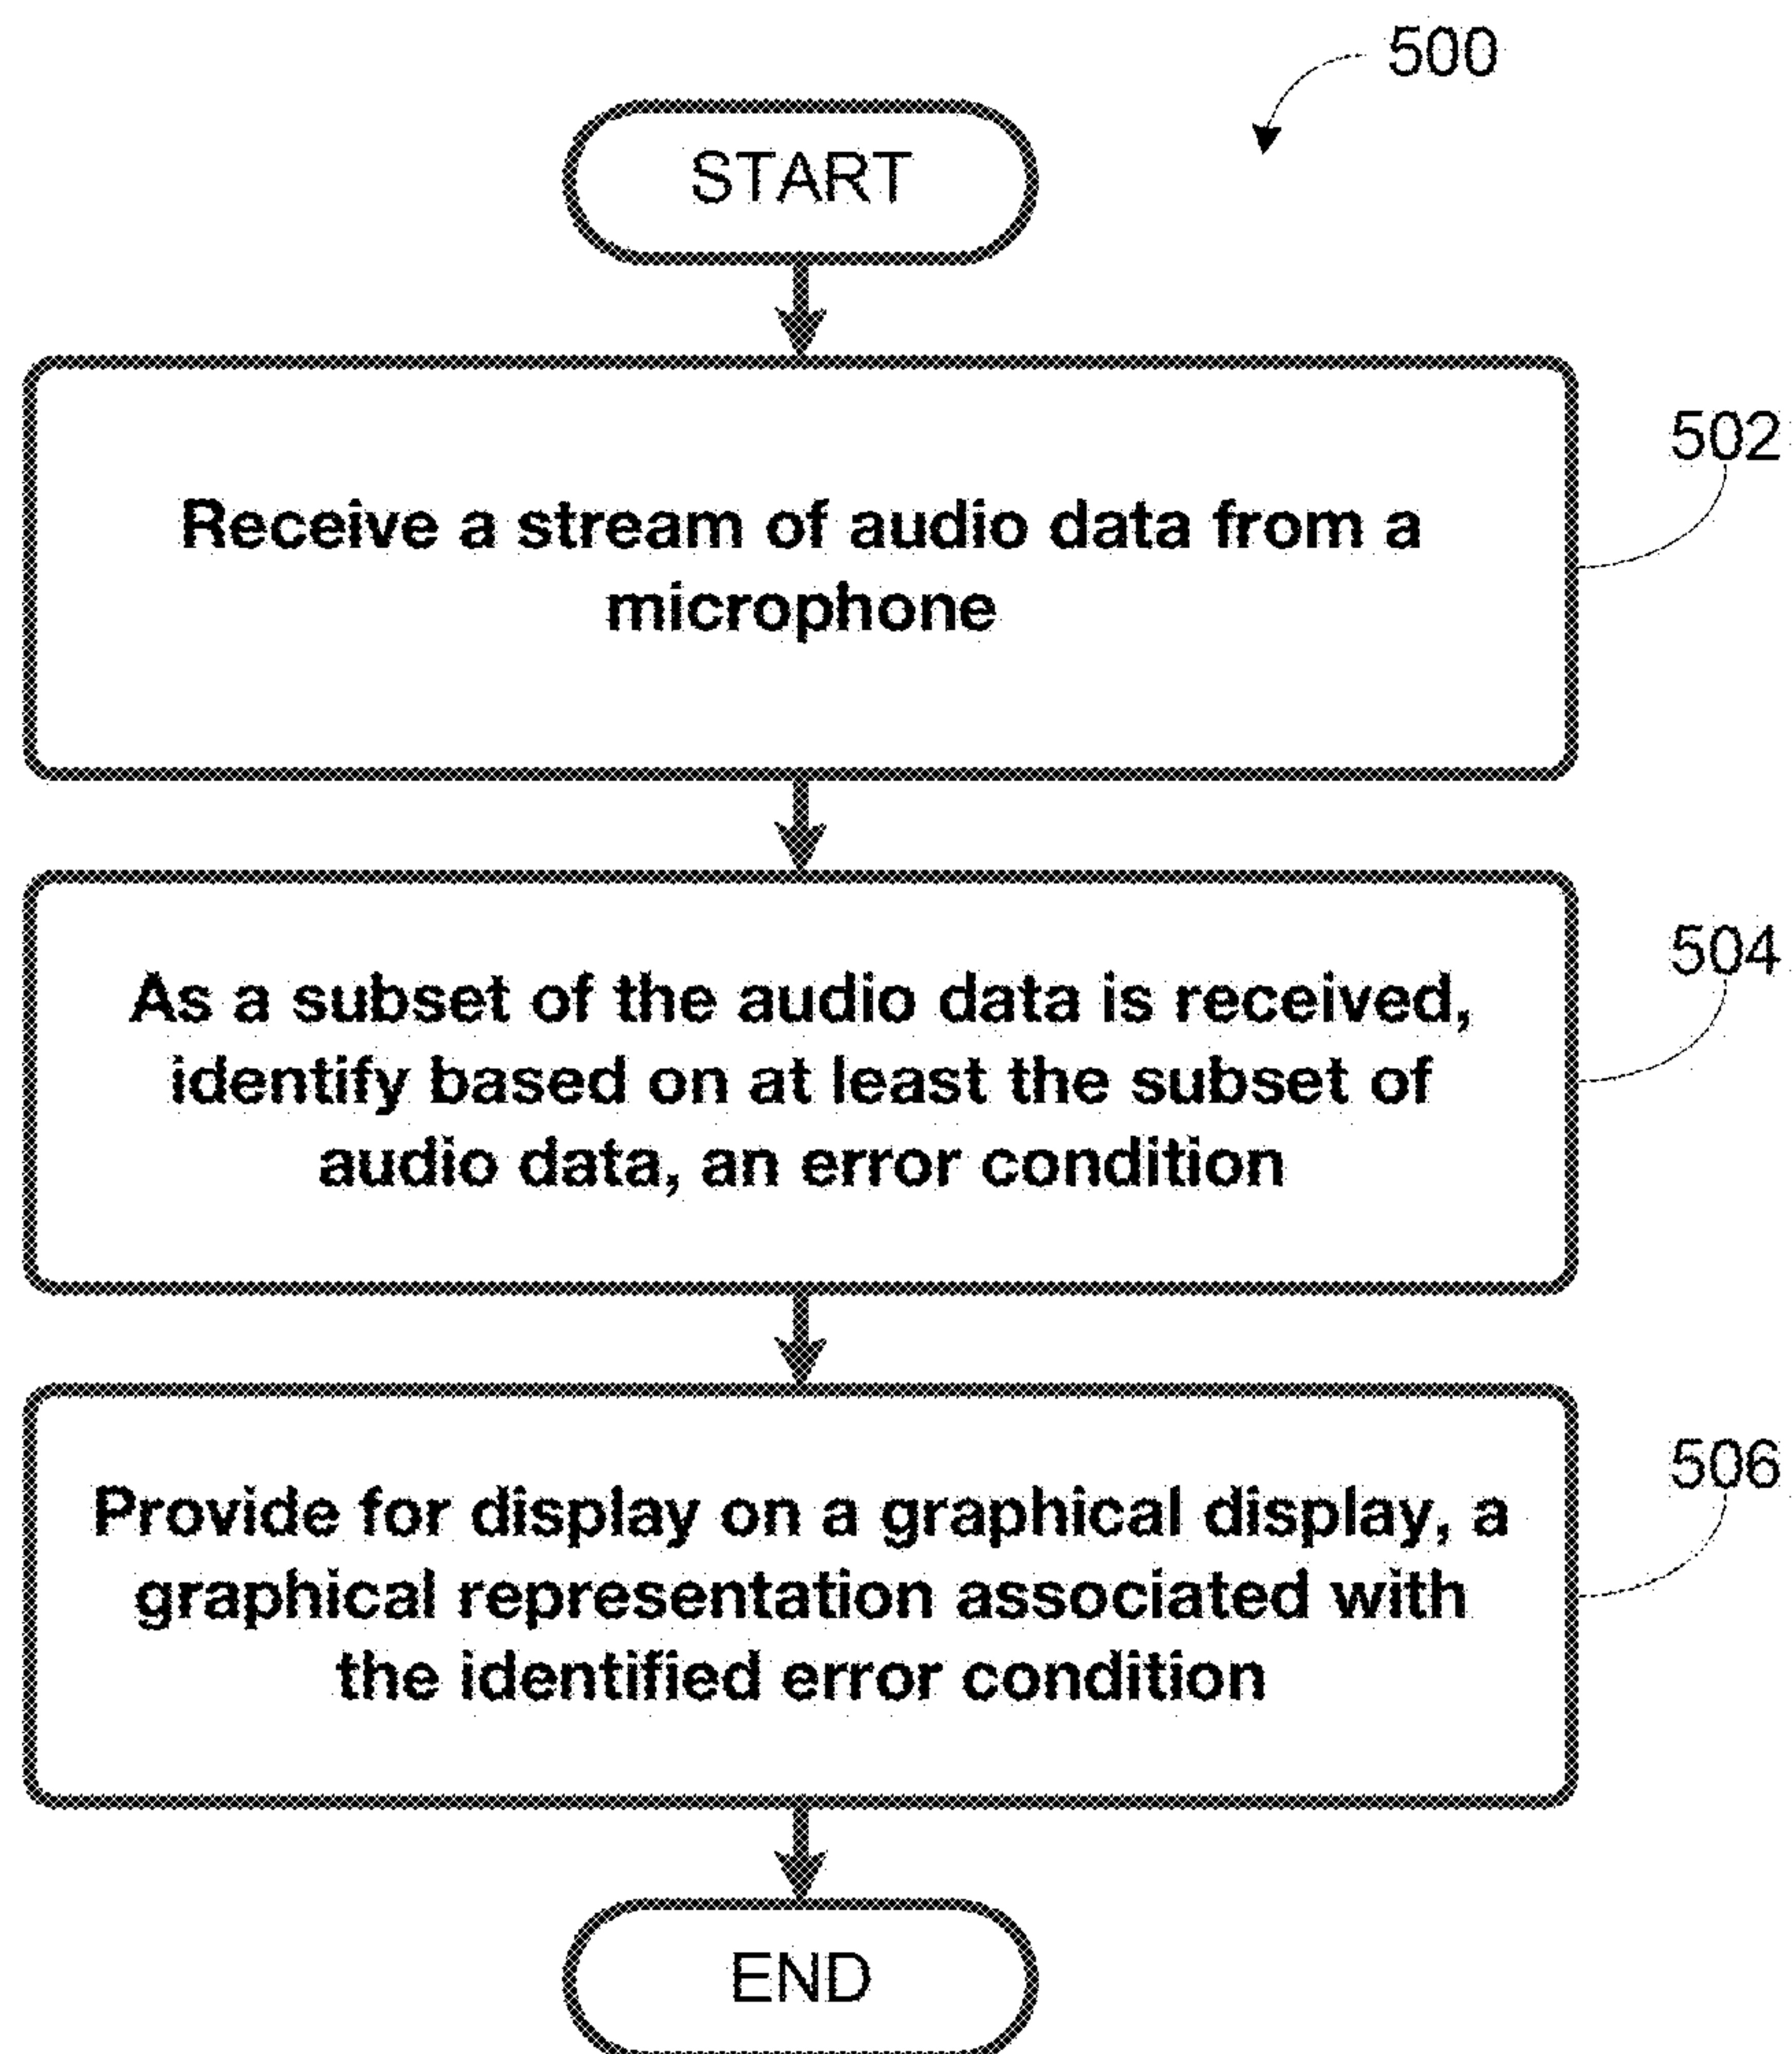 500
START
502
Receive a stream of audio data from a
microphone
504
As a subset of the audio data is received,
identify based on at least the subset of
audio data, an error condition
506
Provide for display on a graphical display, a
graphical representation associated with
the identified error condition
END